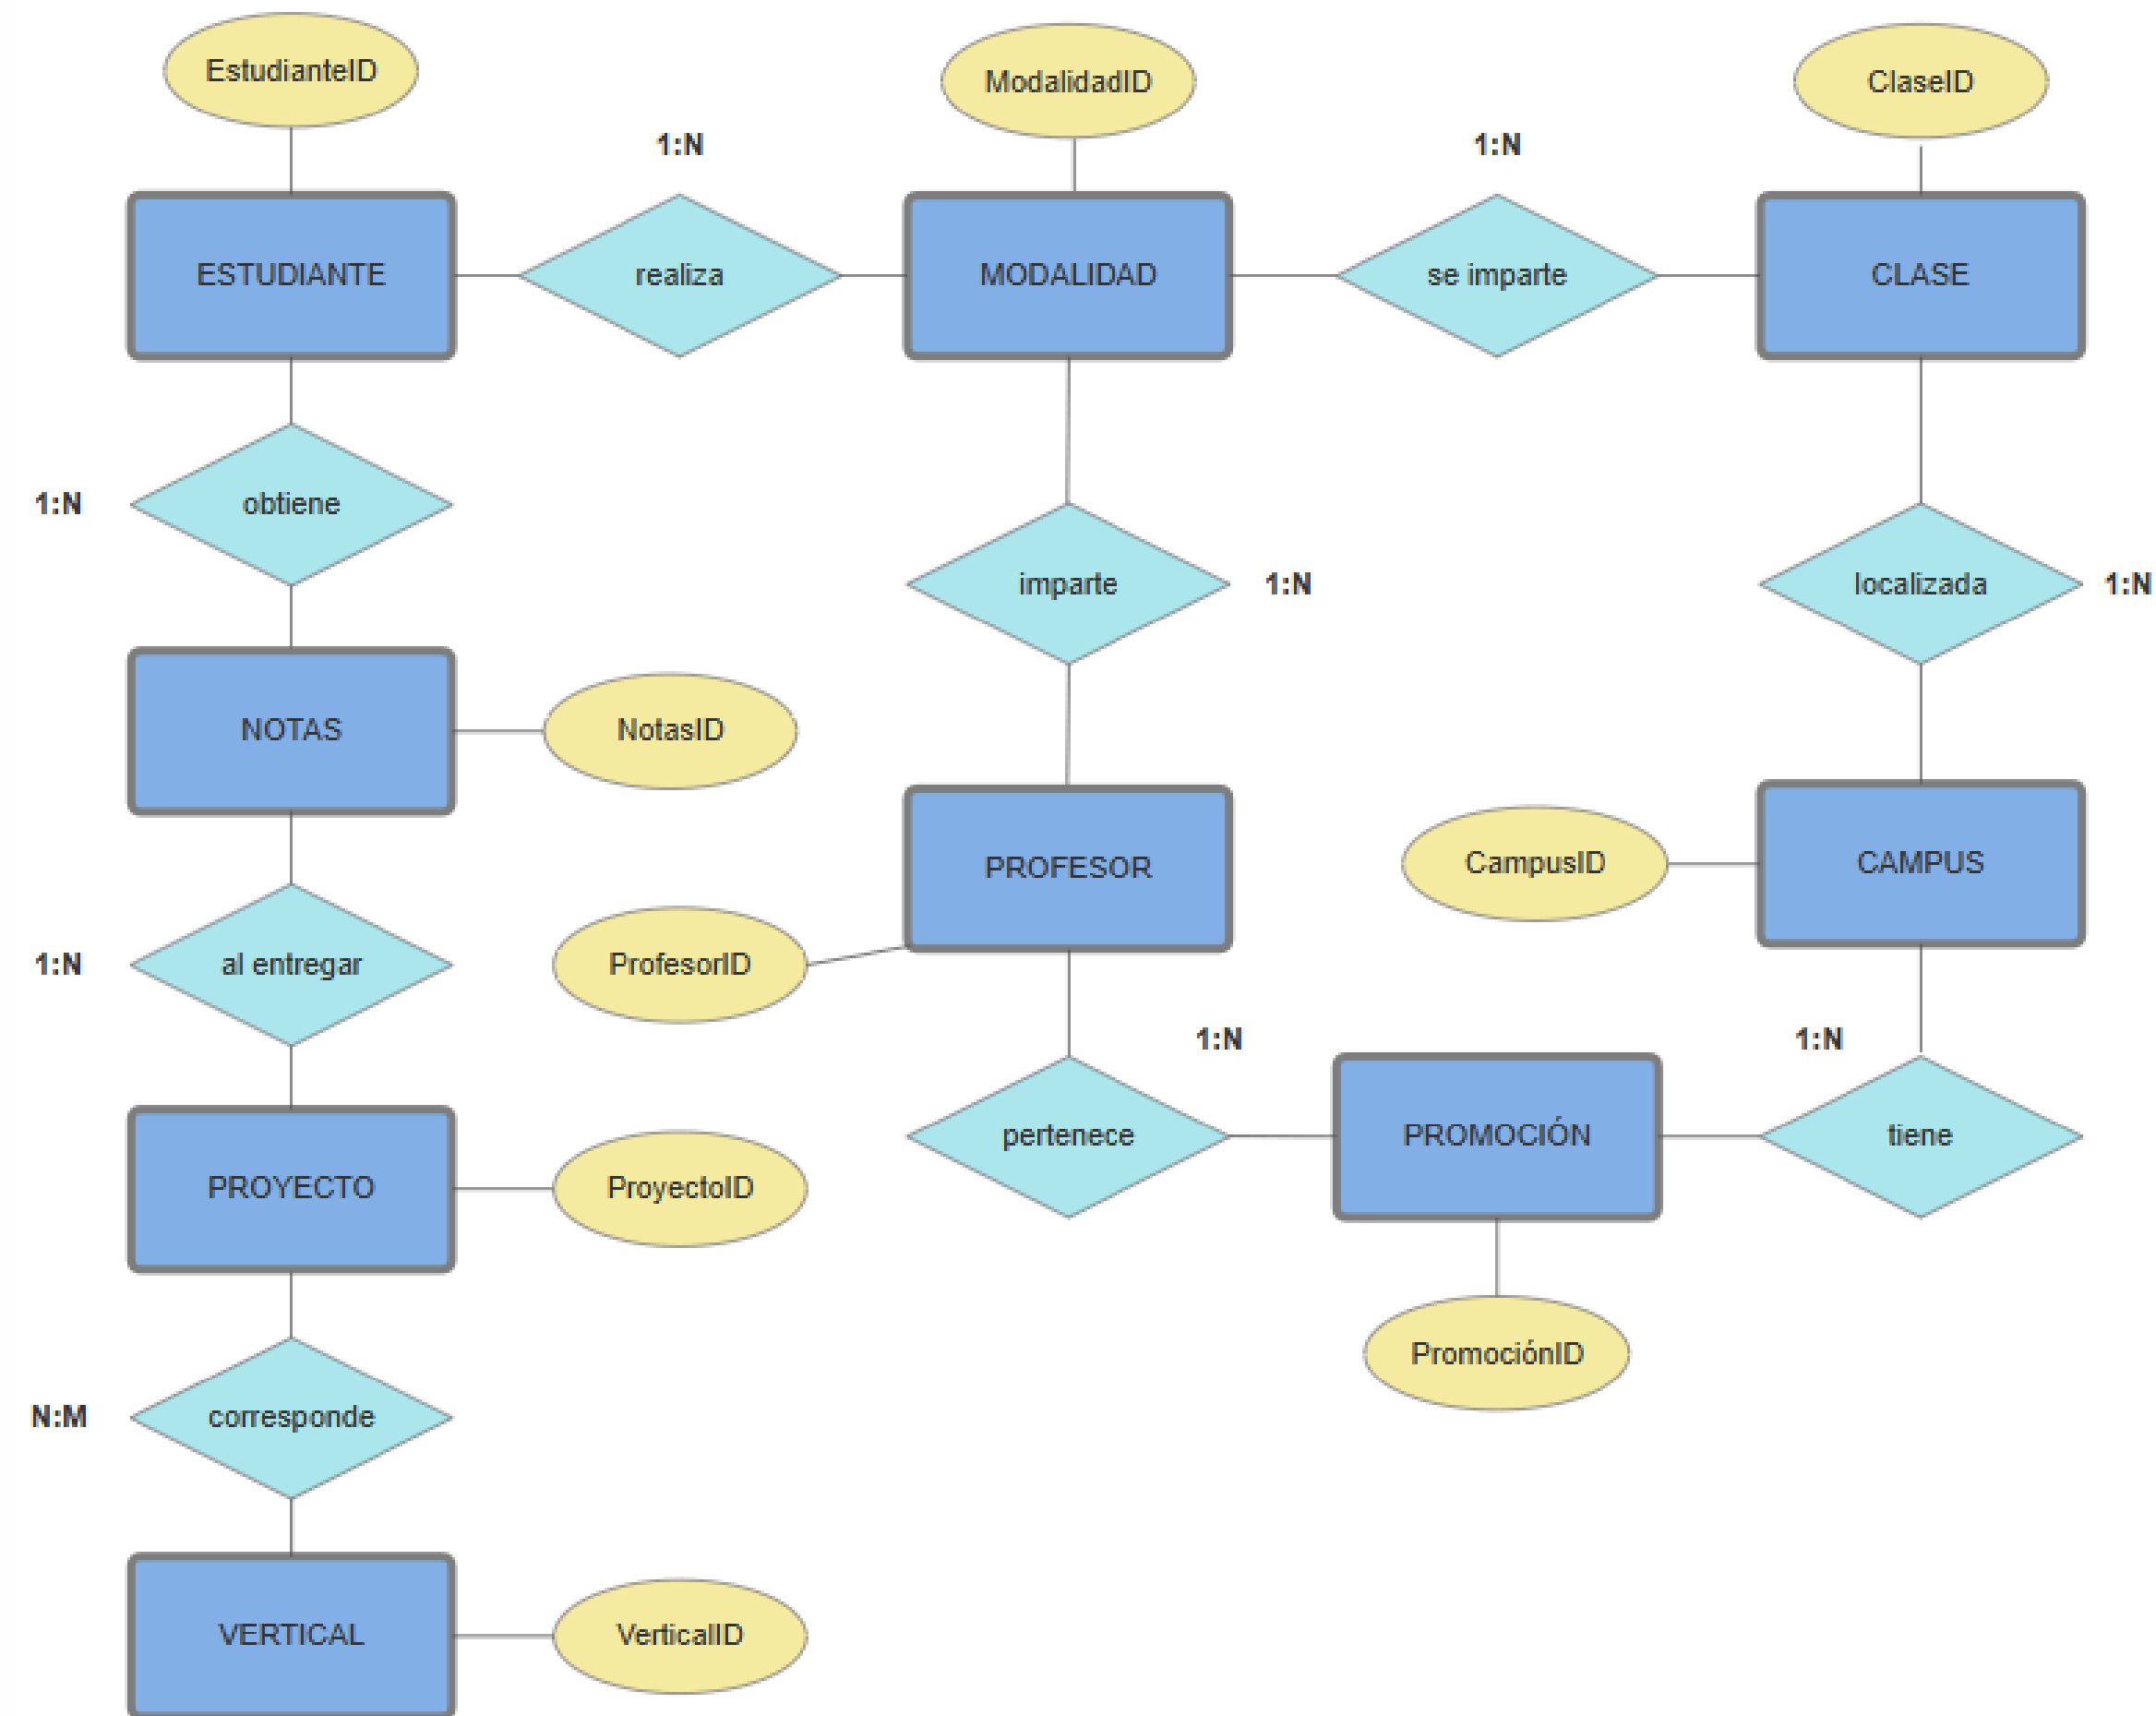 EstudianteID
ModalidadID
ClaseID
1:N
1:N
ESTUDIANTE
realiza
MODALIDAD
se imparte
CLASE
1:N
obtiene
imparte
1:N
localizada
1:N
NOTAS
NotasID
PROFESOR
CampusID
CAMPUS
1:N
al entregar
ProfesorID
1:N
1:N
pertenece
PROMOCIÓN
tiene
PROYECTO
ProyectoID
PromociónID
N:M
corresponde
VERTICAL
VerticalID